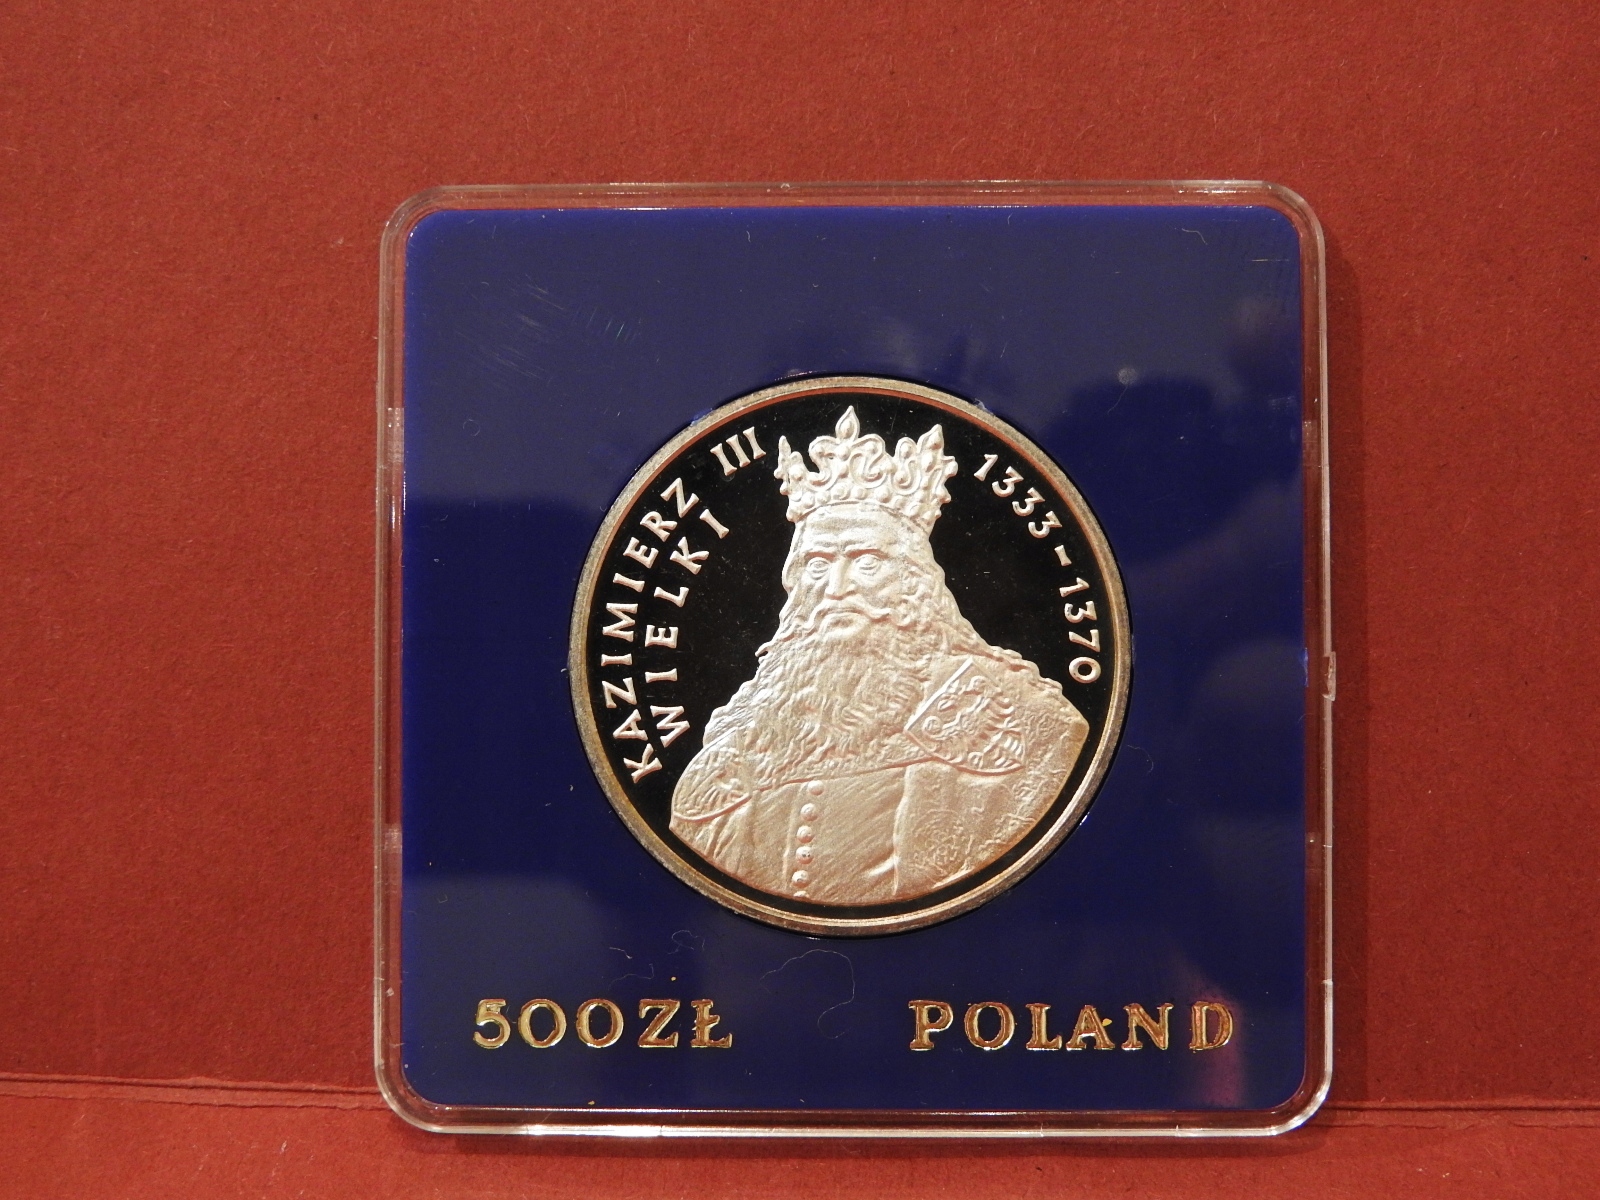 KAZIMIERZ III
WIELKI
1333-1370
500ZŁ POLAND